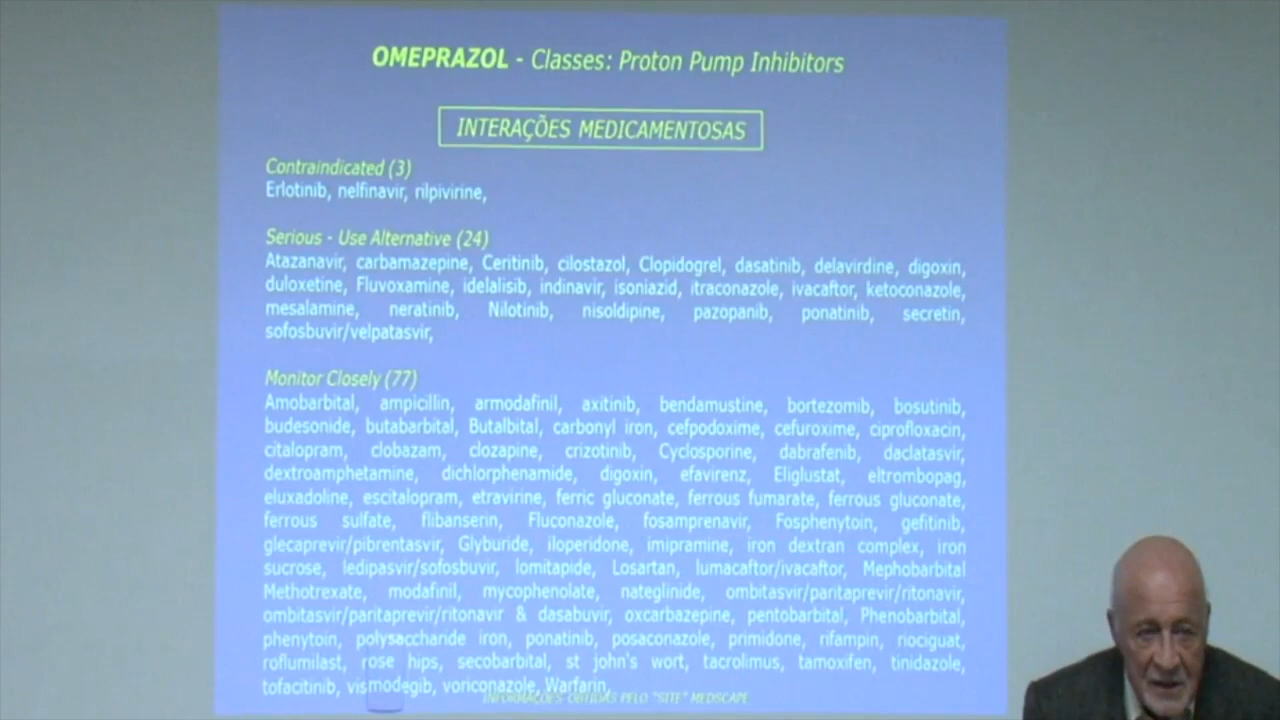 OMEPRAZOL - Classes: Proton Pump Inhibitors
INTERAÇÕES MEDICAMENTOSAS
Contraindicated (3)
Erlotinib, nelfinavir, rilpivirine,
Serious - Use Alternative (24)
Atazanavir, carbamazepine, Ceritinib, cilostazol, Clopidogrel, dasatinib, delavirdine, digoxin,
duloxetine, Fluvoxamine, idelalisib, indinavir, isoniazid, itraconazole, ivacaftor, ketoconazole,
mesalamine, neratinib, Nilotinib, nisoldipine, pazopanib, ponatinib, secretin,
sofosbuvir/velpatasvir,
Monitor Closely (77)
Amobarbital, ampicillin, armodafinil, axitinib, bendamustine, bortezomib, bosutinib,
budesonide, butabarbital, Butalbital, carbonyl iron, cefpodoxime, cefuroxime, ciprofloxacin,
citalopram, clobazam, clozapine, crizotinib, Cyclosporine, dabrafenib, daclatasvir,
dextroamphetamine, dichlorphenamide, digoxin, efavirenz, Eliglustat, eltrombopag,
eluxadoline, escitalopram, etravirine, ferric gluconate, ferrous fumarate, ferrous gluconate,
ferrous sulfate, flibanserin, Fluconazole, fosamprenavir, Fosphenytoin, gefitinib,
glecaprevir/pibrentasvir, Glyburide, iloperidone, imipramine, iron dextran complex, iron
sucrose, ledipasvir/sofosbuvir, lomitapide, Losartan, lumacaftor/ivacaftor, Mephobarbital
Methotrexate, modafinil, mycophenolate, nateglinide, ombitasvir/paritaprevir/ritonavir,
ombitasvir/paritaprevir/ritonavir & dasabuvir, oxcarbazepine, pentobarbital, Phenobarbital,
phenytoin, polysaccharide iron, ponatinib, posaconazole, primidone, rifampin, riociguat,
roflumilast, rose hips, secobarbital, st john's wort, tacrolimus, tamoxifen, tinidazole,
tofacitinib, vismodegib, voriconazole, Warfarin,
INFORMAÇÕES OBTIDAS PELO "SITE" MEDSCAPE